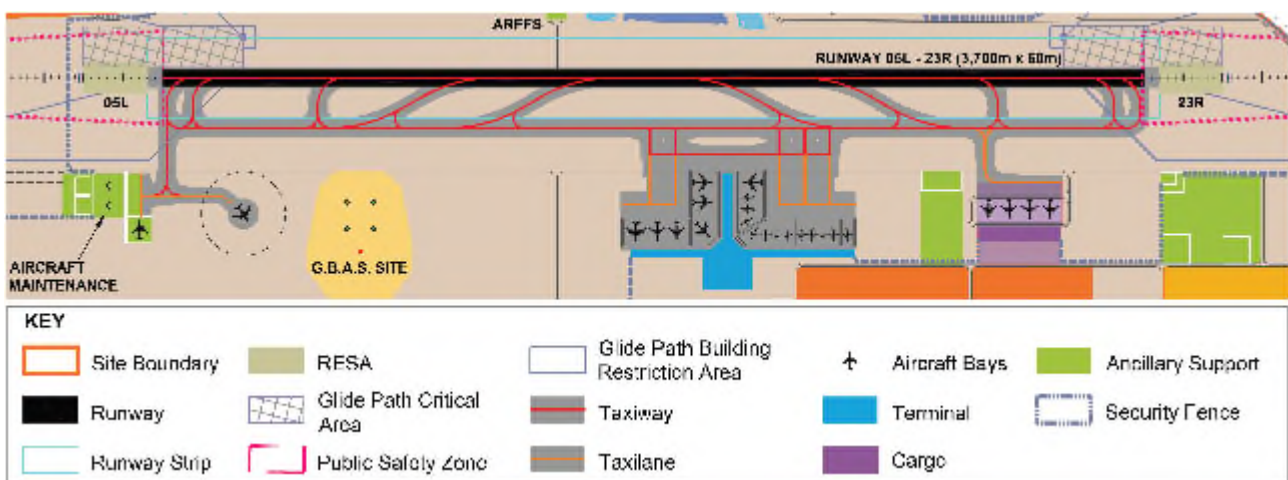 ARFFS
RUNWAY 05L - 23R (3,700m x 60m)
05L
23R
AIRCRAFT
MAINTENANCE
G.B.A.S. SITE
KEY
Site Boundary
RESA
Glide Path Building
Restriction Area
Aircraft Bays
Ancillary Support
Runway
Glide Path Critical
Area
Taxiway
Terminal
Security Fence
Runway Strip
Public Safety Zone
Taxilane
Cargo